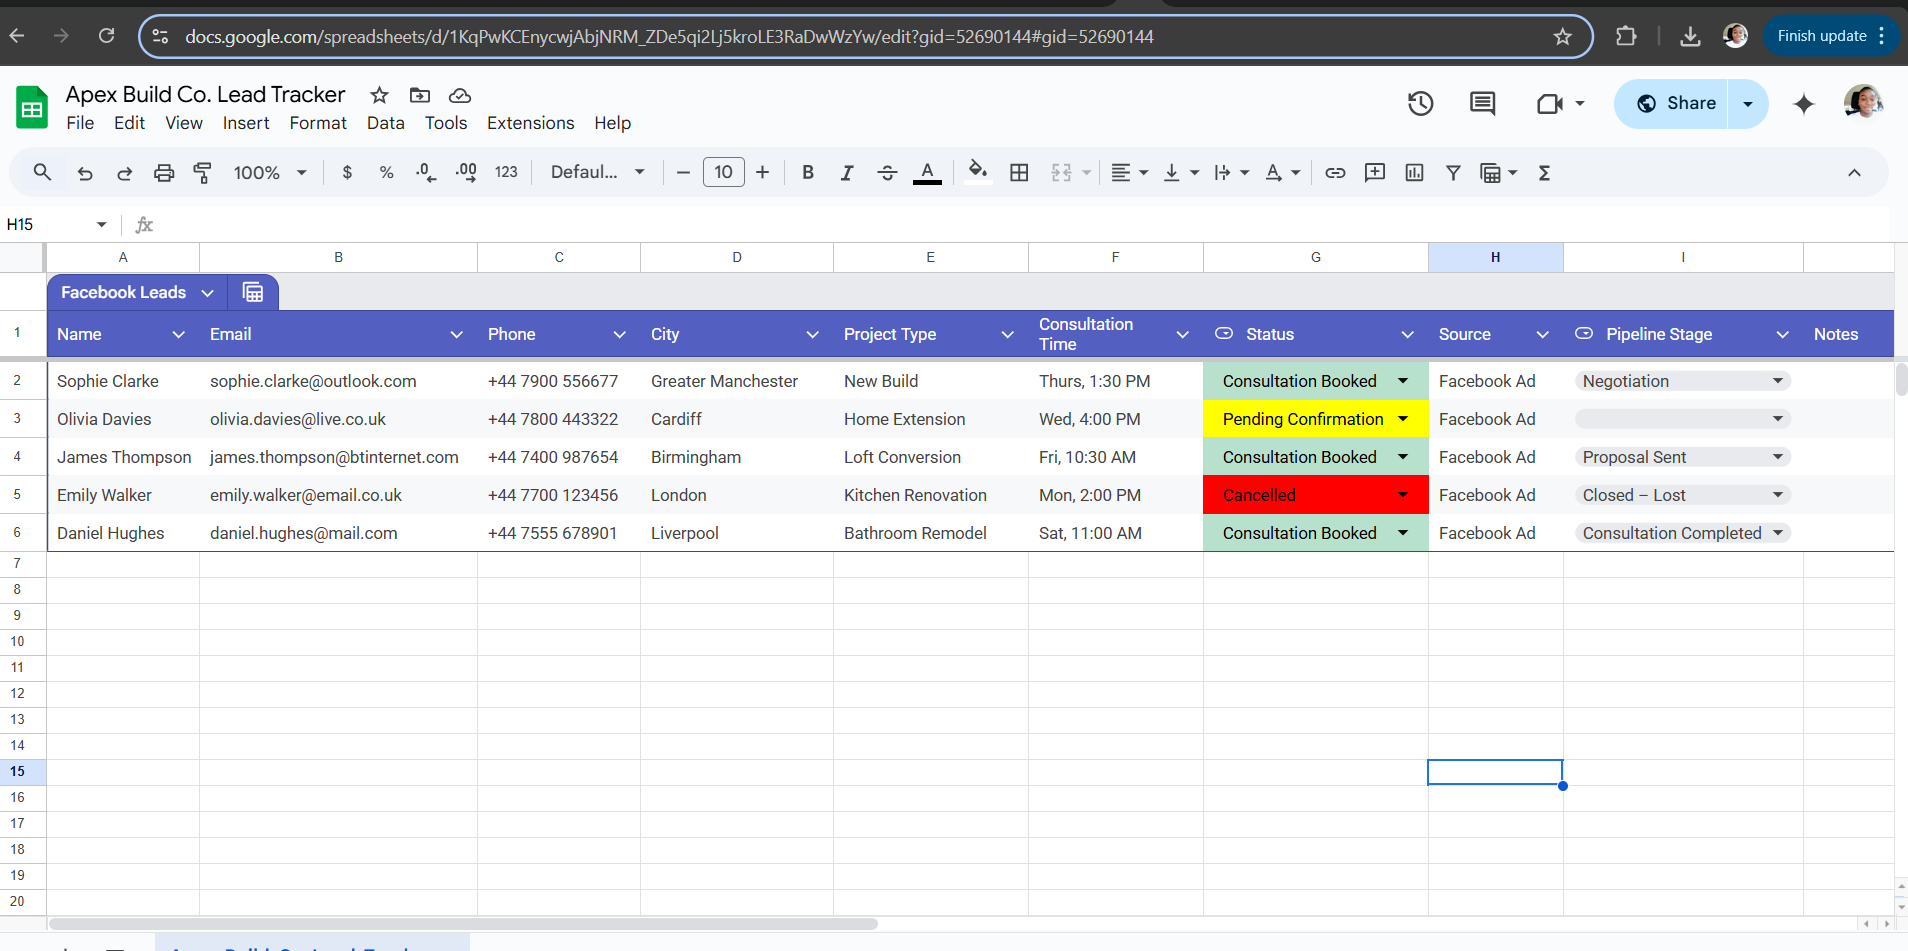 docs.google.com/spreadsheets/d/1KqPwKCEnycwjAbjNRM_ZDe5qi2Lj5kroLE3RaDwWzYw/edit?gid=52690144#gid=52690144
Finish update
Apex Build Co. Lead Tracker
File Edit View Insert Format Data Tools Extensions Help
Share
100% $ % .0 .00 123 Defaul... 10 B I A
H15 fx
A B C D E F G H I
Facebook Leads
1 Name Email Phone City Project Type Consultation Time Status Source Pipeline Stage Notes
2 Sophie Clarke sophie.clarke@outlook.com +44 7900 556677 Greater Manchester New Build Thurs, 1:30 PM Consultation Booked Facebook Ad Negotiation
3 Olivia Davies olivia.davies@live.co.uk +44 7800 443322 Cardiff Home Extension Wed, 4:00 PM Pending Confirmation Facebook Ad
4 James Thompson james.thompson@btinternet.com +44 7400 987654 Birmingham Loft Conversion Fri, 10:30 AM Consultation Booked Facebook Ad Proposal Sent
5 Emily Walker emily.walker@email.co.uk +44 7700 123456 London Kitchen Renovation Mon, 2:00 PM Cancelled Facebook Ad Closed – Lost
6 Daniel Hughes daniel.hughes@mail.com +44 7555 678901 Liverpool Bathroom Remodel Sat, 11:00 AM Consultation Booked Facebook Ad Consultation Completed
7
8
9
10
11
12
13
14
15
16
17
18
19
20